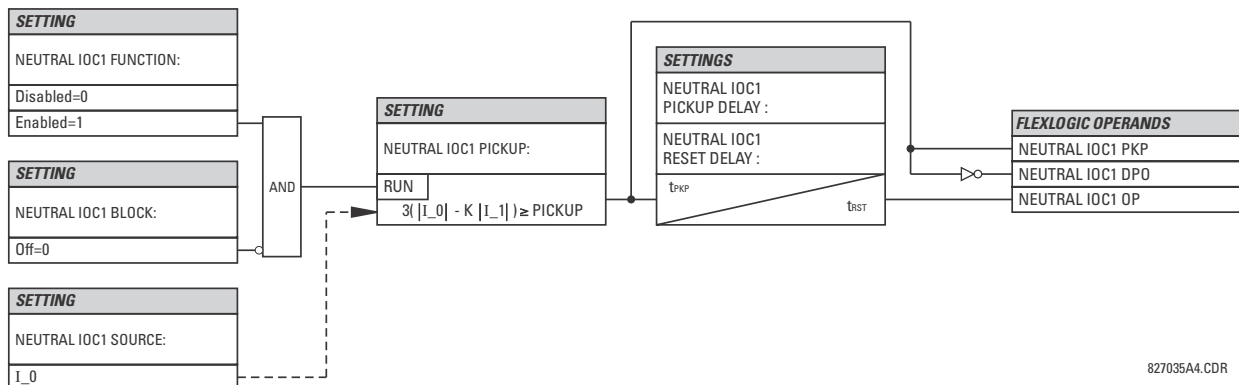 SETTING
NEUTRAL IOC1 FUNCTION:
Disabled=0
Enabled=1
SETTING
NEUTRAL IOC1 BLOCK:
Off=0
SETTING
NEUTRAL IOC1 SOURCE:
I_0
AND
SETTING
NEUTRAL IOC1 PICKUP:
RUN
3( |I_0| - K |I_1| ) ≥ PICKUP
SETTINGS
NEUTRAL IOC1
PICKUP DELAY :
NEUTRAL IOC1
RESET DELAY :
tPKP
tRST
FLEXLOGIC OPERANDS
NEUTRAL IOC1 PKP
NEUTRAL IOC1 DPO
NEUTRAL IOC1 OP
827035A4.CDR